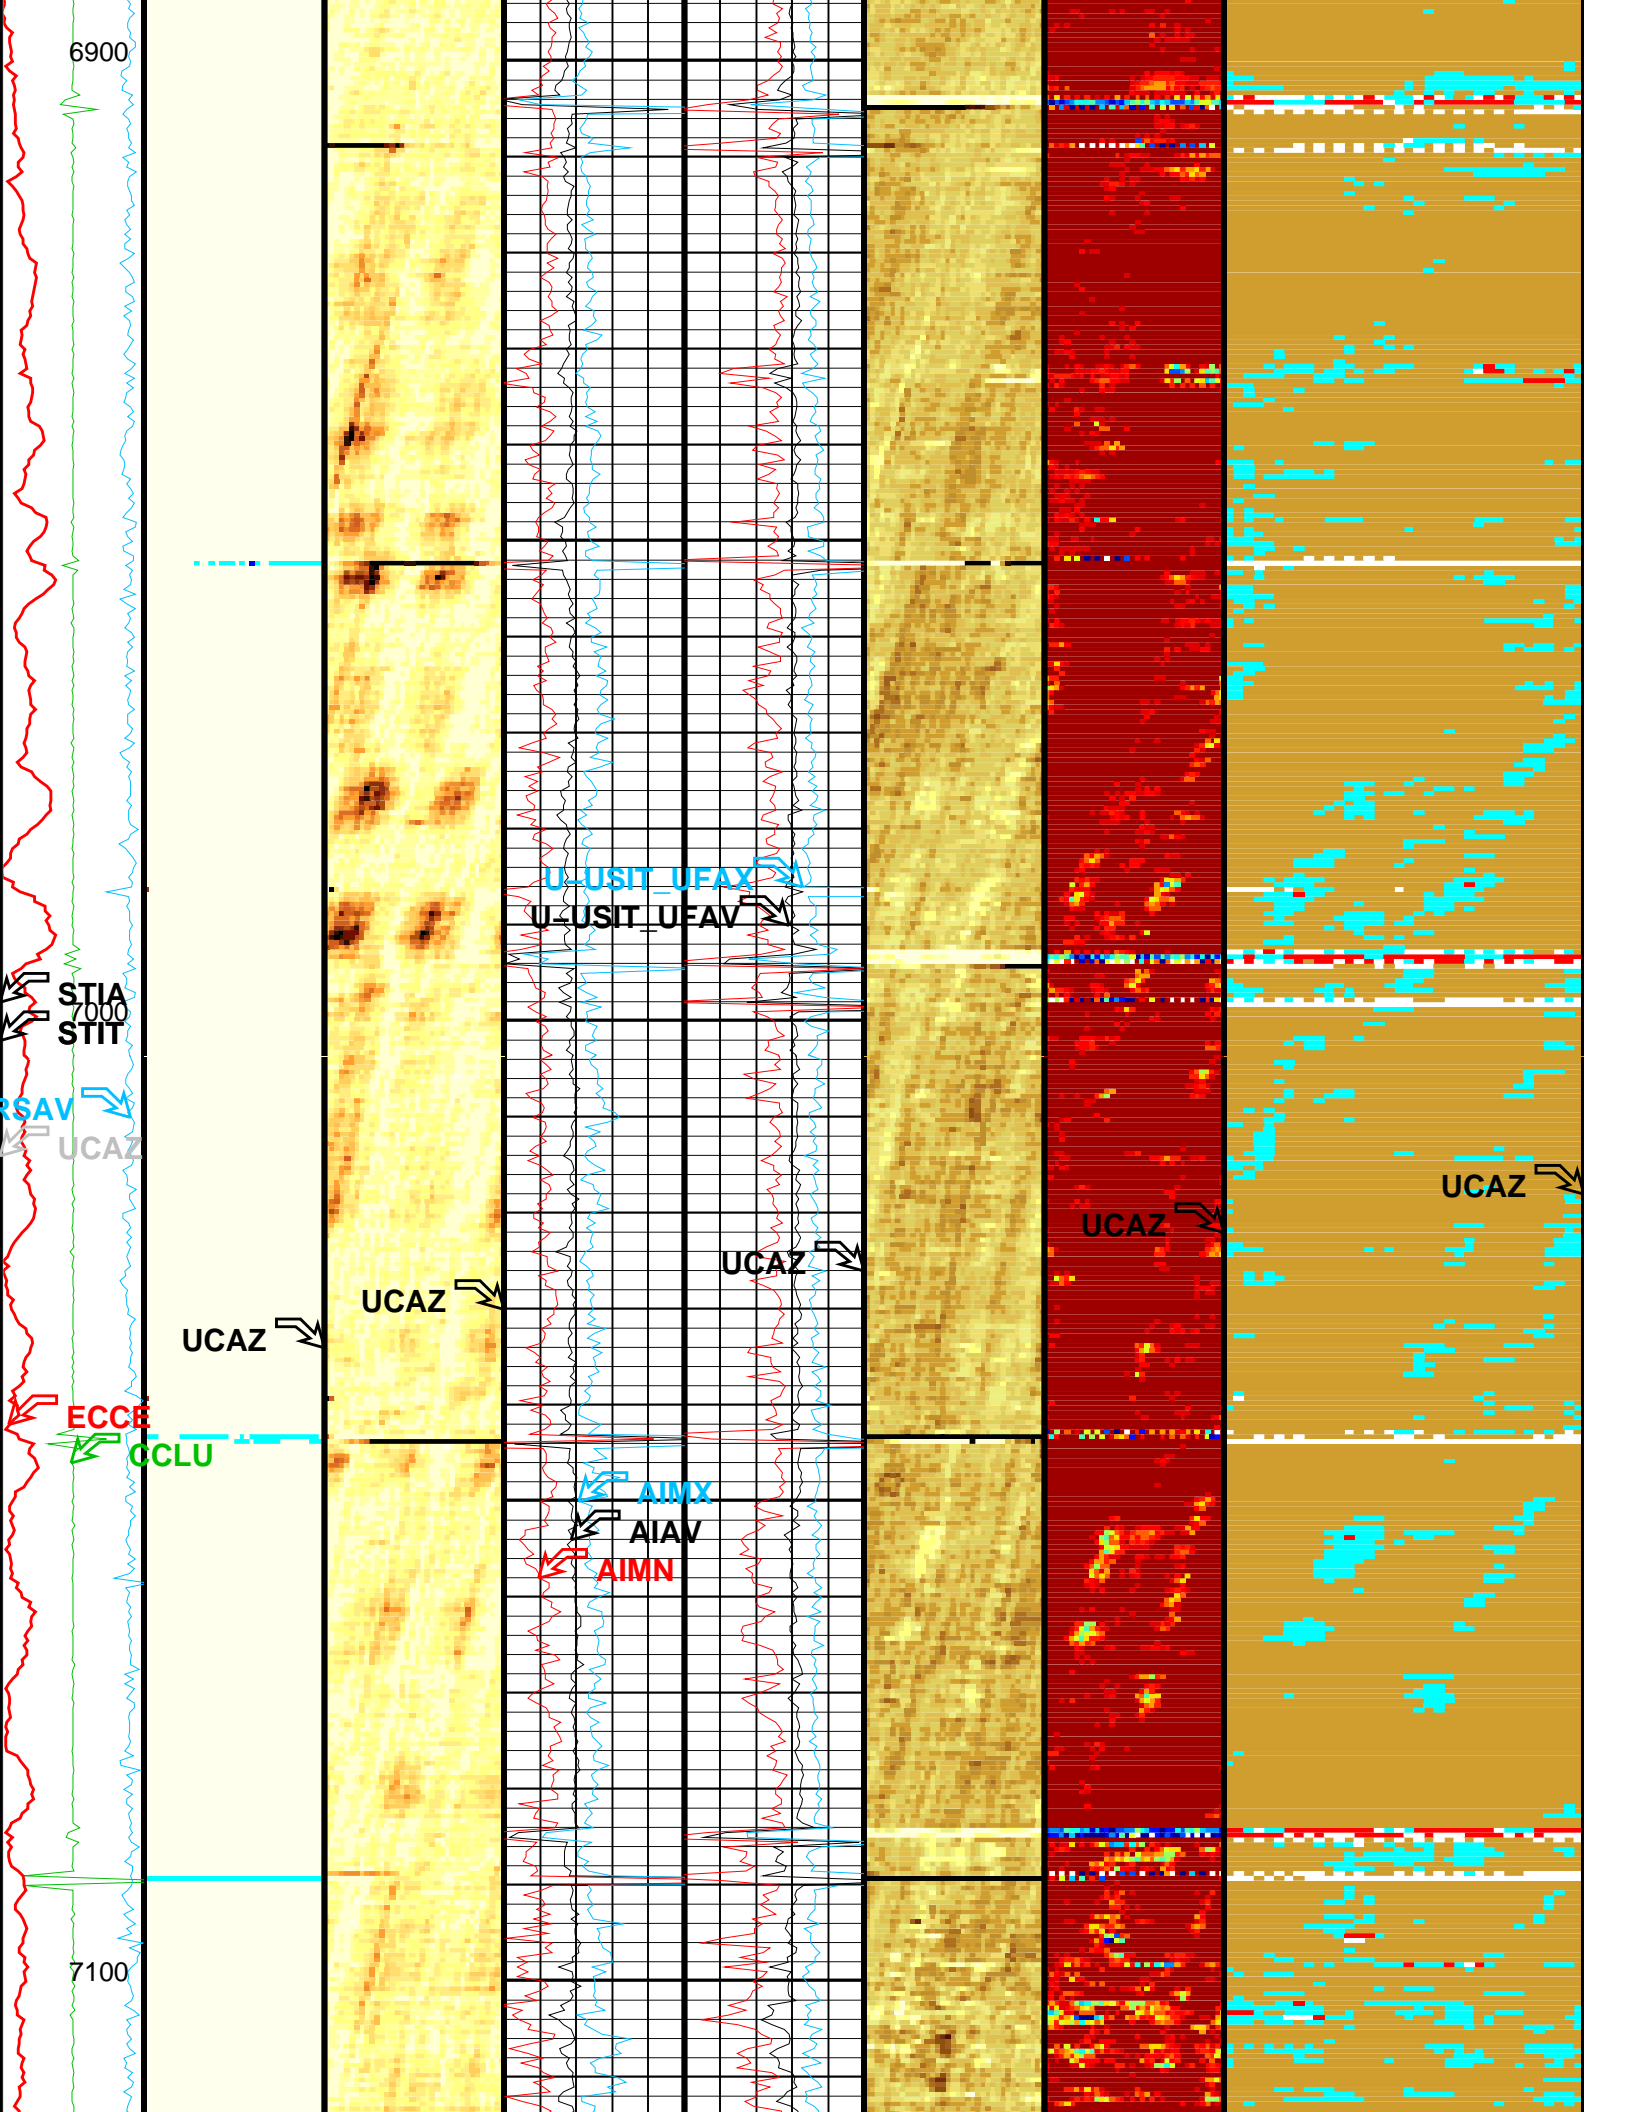 6900
U-USIT_UFAX
U-USIT_UFAV
STIA
7000
STIT
RSAV
UCAZ
UCAZ
UCAZ
UCAZ
UCAZ
UCAZ
ECCE
CCLU
AIMX
AIAV
AIMN
7100